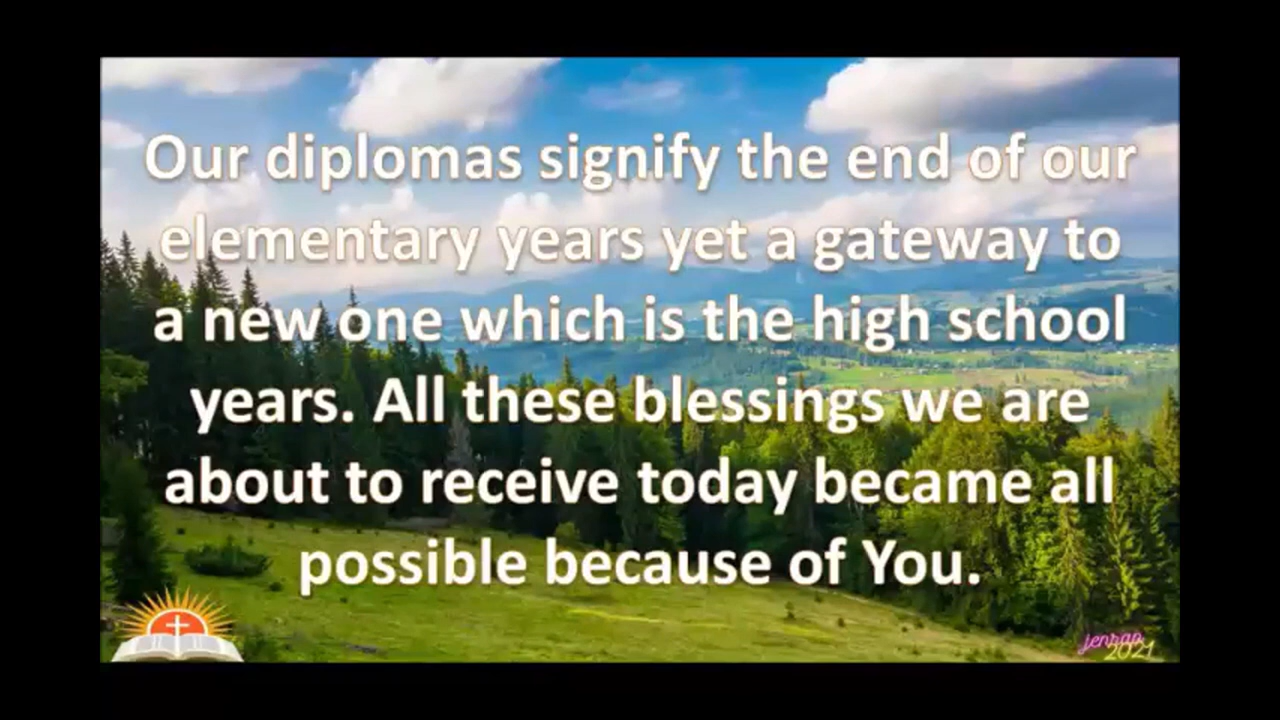 Our diplomas signify the end of our
elementary years yet a gateway to
a new one which is the high school
years. All these blessings we are
about to receive today became all
possible because of You.
2021